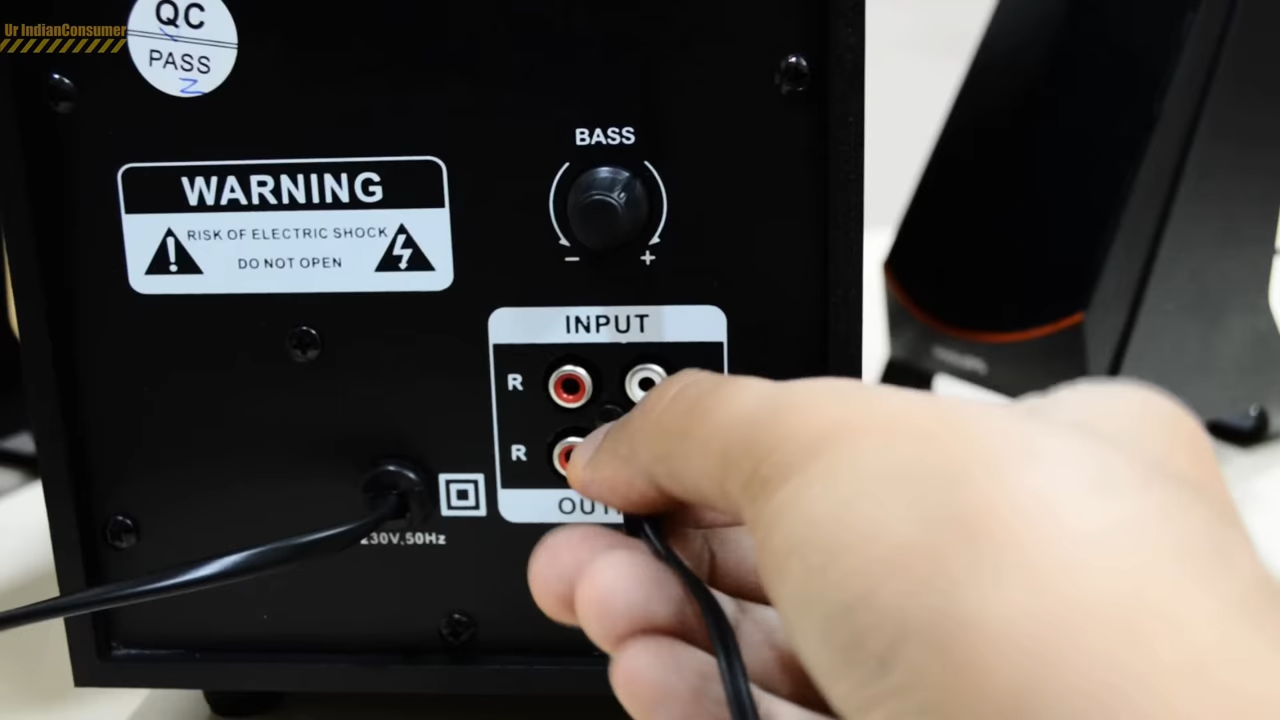 Ur IndianConsumer
QC
PASS
BASS
WARNING
RISK OF ELECTRIC SHOCK
DO NOT OPEN
- +
INPUT
R
R
230V,50Hz